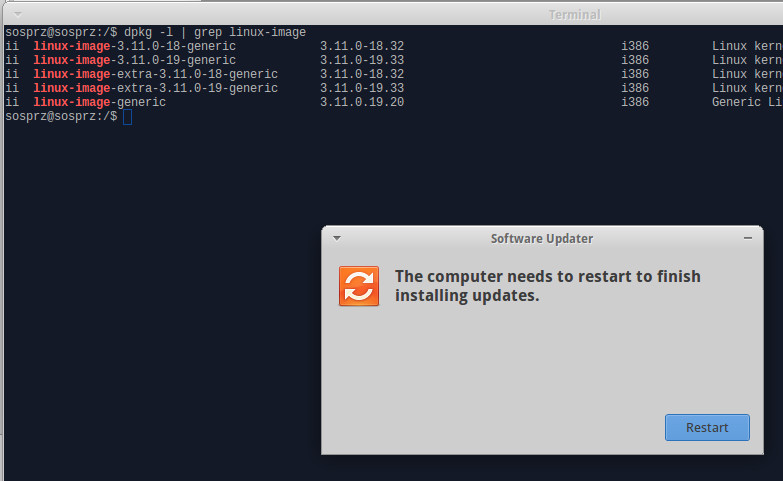 Terminal
sosprz@sosprz:/$ dpkg -l | grep linux-image
ii  linux-image-3.11.0-18-generic            3.11.0-18.32                               i386         Linux kern
ii  linux-image-3.11.0-19-generic            3.11.0-19.33                               i386         Linux kern
ii  linux-image-extra-3.11.0-18-generic      3.11.0-18.32                               i386         Linux kern
ii  linux-image-extra-3.11.0-19-generic      3.11.0-19.33                               i386         Linux kern
ii  linux-image-generic                      3.11.0.19.20                               i386         Generic Li
sosprz@sosprz:/$
Software Updater
The computer needs to restart to finish
installing updates.
Restart